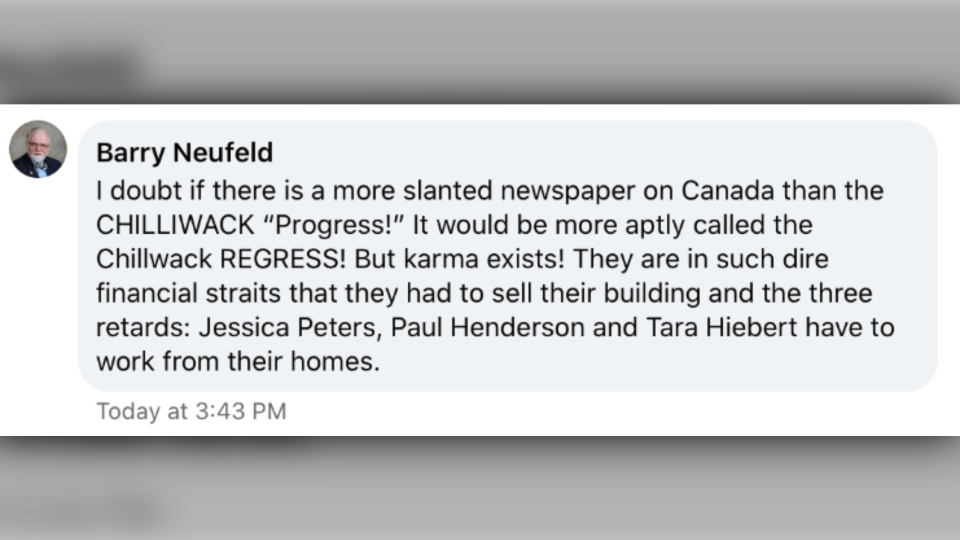 Barry Neufeld
I doubt if there is a more slanted newspaper on Canada than the
CHILLIWACK “Progress!” It would be more aptly called the
Chillwack REGRESS! But karma exists! They are in such dire
financial straits that they had to sell their building and the three
retards: Jessica Peters, Paul Henderson and Tara Hiebert have to
work from their homes.
Today at 3:43 PM